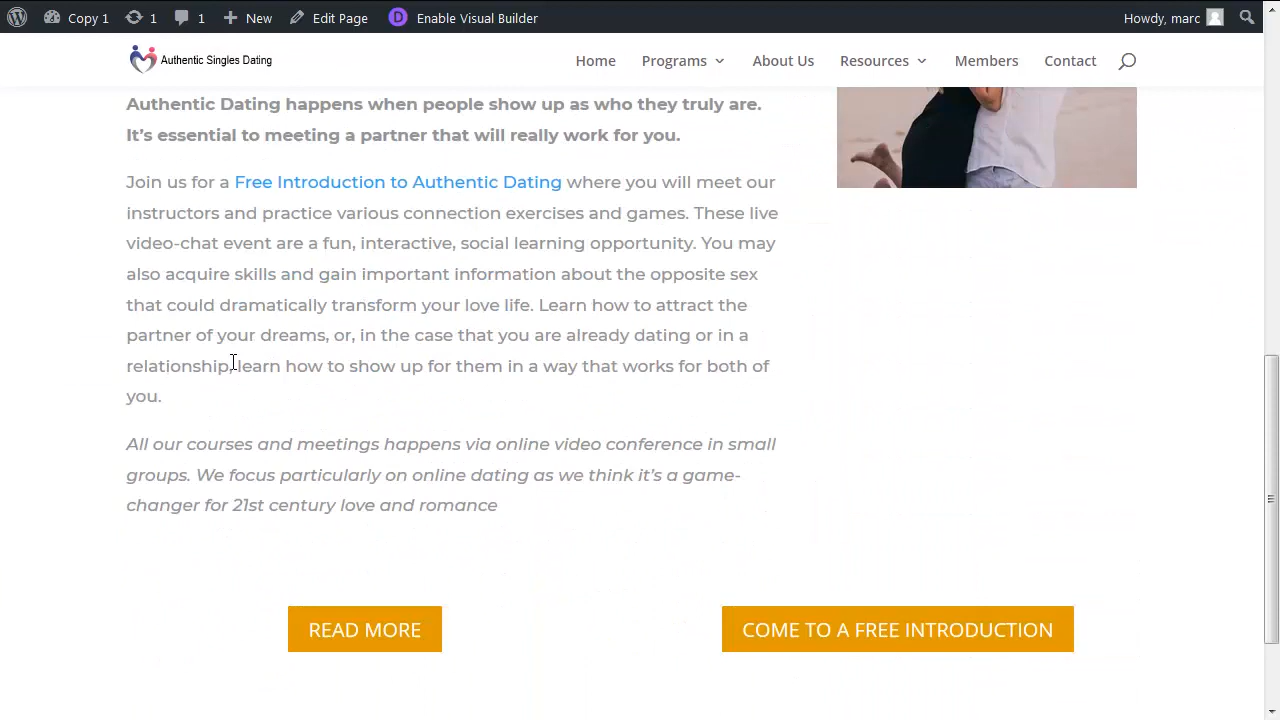 Copy 1 1 1 New Edit Page Enable Visual Builder Howdy, marc
Authentic Singles Dating Home Programs About Us Resources Members Contact
Authentic Dating happens when people show up as who they truly are.
It's essential to meeting a partner that will really work for you.
Join us for a Free Introduction to Authentic Dating where you will meet our
instructors and practice various connection exercises and games. These live
video-chat event are a fun, interactive, social learning opportunity. You may
also acquire skills and gain important information about the opposite sex
that could dramatically transform your love life. Learn how to attract the
partner of your dreams, or, in the case that you are already dating or in a
relationship, learn how to show up for them in a way that works for both of
you.
All our courses and meetings happens via online video conference in small
groups. We focus particularly on online dating as we think it's a game-
changer for 21st century love and romance
READ MORE COME TO A FREE INTRODUCTION